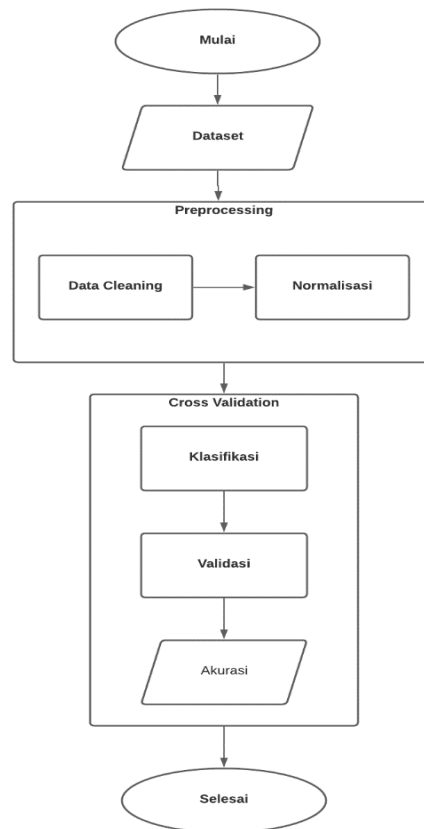 Mulai
Dataset
Preprocessing
Data Cleaning
Normalisasi
Cross Validation
Klasifikasi
Validasi
Akurasi
Selesai